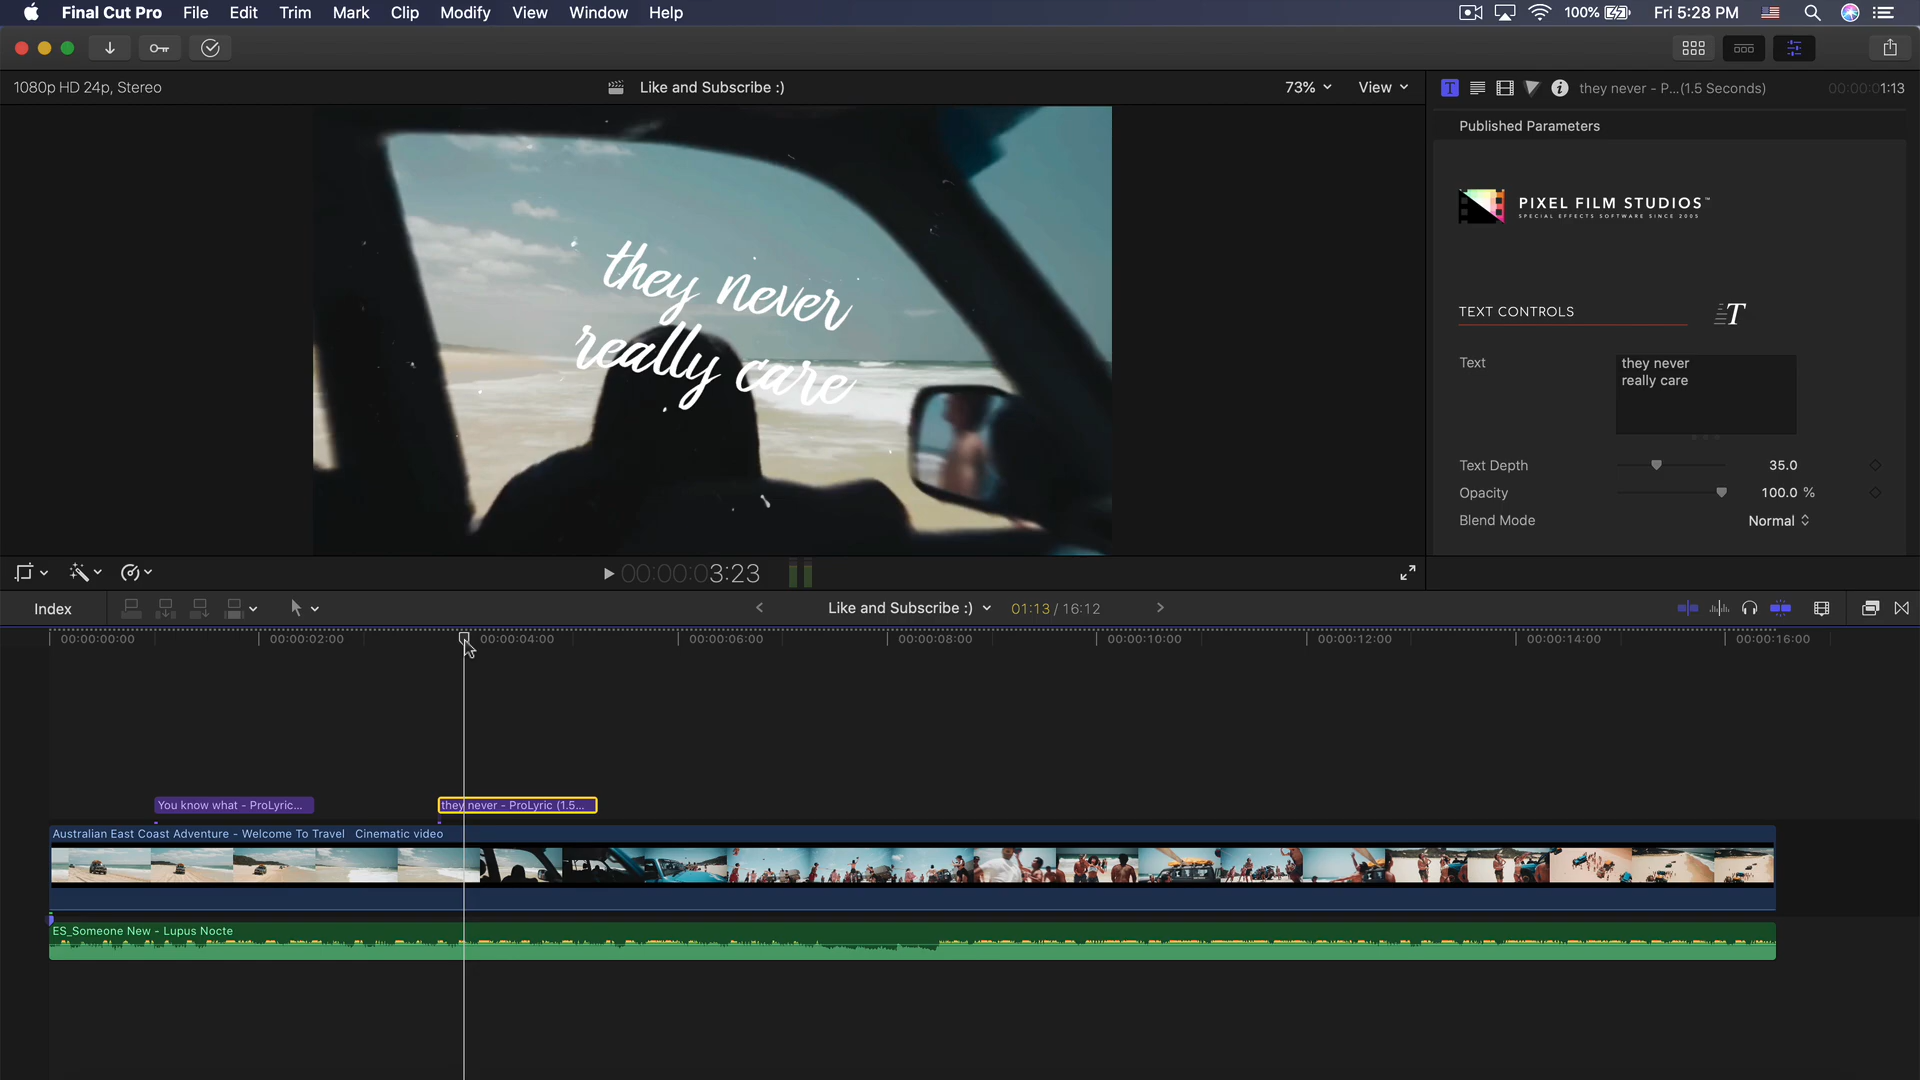 Final Cut Pro File Edit Trim Mark Clip Modify View Window Help 100% Fri 5:28 PM
1080p HD 24p, Stereo Like and Subscribe :) 73% View T they never - P...(1.5 Seconds) 00:00:01:13
Published Parameters
PIXEL FILM STUDIOS™
SPECIAL EFFECTS SOFTWARE SINCE 2005
they never
really care
TEXT CONTROLS T
Text they never
really care
Text Depth 35.0
Opacity 100.0 %
Blend Mode Normal
00:00:03:23
Index Like and Subscribe :) 01:13 / 16:12
00:00:00:00 00:00:02:00 00:00:04:00 00:00:06:00 00:00:08:00 00:00:10:00 00:00:12:00 00:00:14:00 00:00:16:00
You know what - ProLyric... they never - ProLyric (1.5...
Australian East Coast Adventure - Welcome To Travel Cinematic video
ES_Someone New - Lupus Nocte